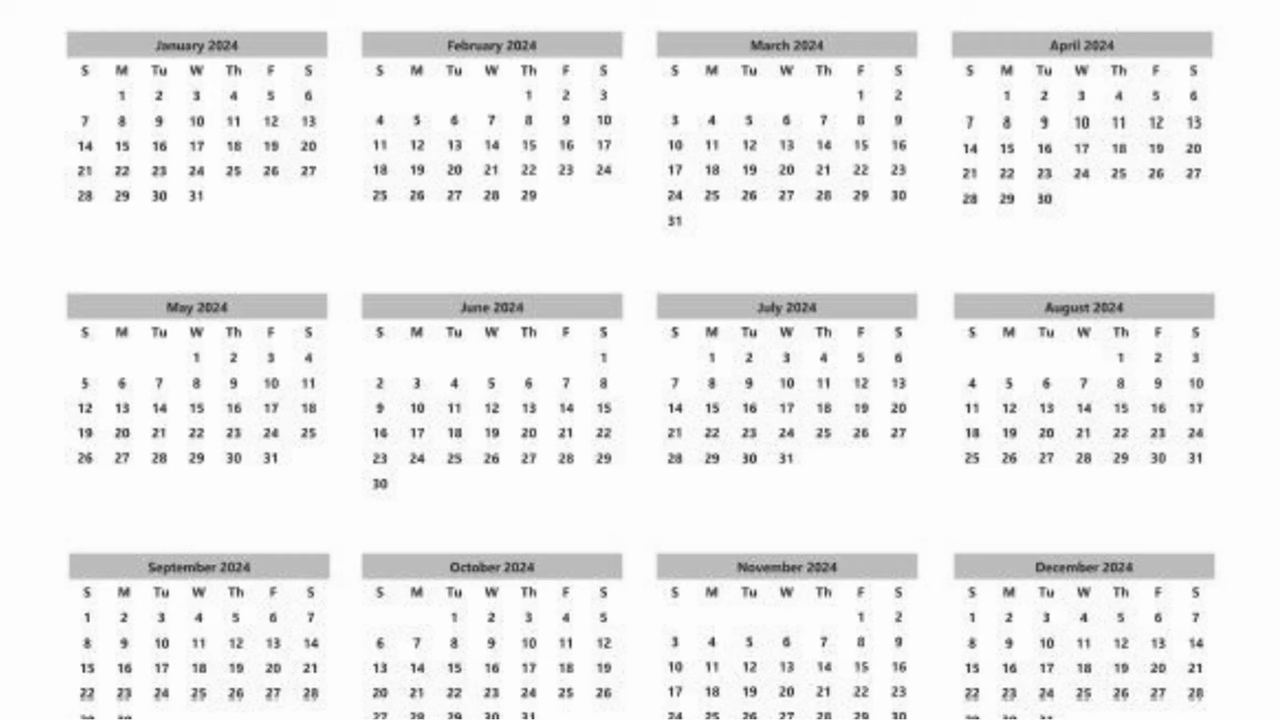 January 2024
S M Tu W Th F S
1 2 3 4 5 6
7 8 9 10 11 12 13
14 15 16 17 18 19 20
21 22 23 24 25 26 27
28 29 30 31
February 2024
S M Tu W Th F S
1 2 3
4 5 6 7 8 9 10
11 12 13 14 15 16 17
18 19 20 21 22 23 24
25 26 27 28 29
March 2024
S M Tu W Th F S
1 2
3 4 5 6 7 8 9
10 11 12 13 14 15 16
17 18 19 20 21 22 23
24 25 26 27 28 29 30
31
April 2024
S M Tu W Th F S
1 2 3 4 5 6
7 8 9 10 11 12 13
14 15 16 17 18 19 20
21 22 23 24 25 26 27
28 29 30
May 2024
S M Tu W Th F S
1 2 3 4
5 6 7 8 9 10 11
12 13 14 15 16 17 18
19 20 21 22 23 24 25
26 27 28 29 30 31
June 2024
S M Tu W Th F S
1
2 3 4 5 6 7 8
9 10 11 12 13 14 15
16 17 18 19 20 21 22
23 24 25 26 27 28 29
30
July 2024
S M Tu W Th F S
1 2 3 4 5 6
7 8 9 10 11 12 13
14 15 16 17 18 19 20
21 22 23 24 25 26 27
28 29 30 31
August 2024
S M Tu W Th F S
1 2 3
4 5 6 7 8 9 10
11 12 13 14 15 16 17
18 19 20 21 22 23 24
25 26 27 28 29 30 31
September 2024
S M Tu W Th F S
1 2 3 4 5 6 7
8 9 10 11 12 13 14
15 16 17 18 19 20 21
22 23 24 25 26 27 28
October 2024
S M Tu W Th F S
1 2 3 4 5
6 7 8 9 10 11 12
13 14 15 16 17 18 19
20 21 22 23 24 25 26
27 28 29 30 31
November 2024
S M Tu W Th F S
1 2
3 4 5 6 7 8 9
10 11 12 13 14 15 16
17 18 19 20 21 22 23
24 25 26 27 28 29 30
December 2024
S M Tu W Th F S
1 2 3 4 5 6 7
8 9 10 11 12 13 14
15 16 17 18 19 20 21
22 23 24 25 26 27 28